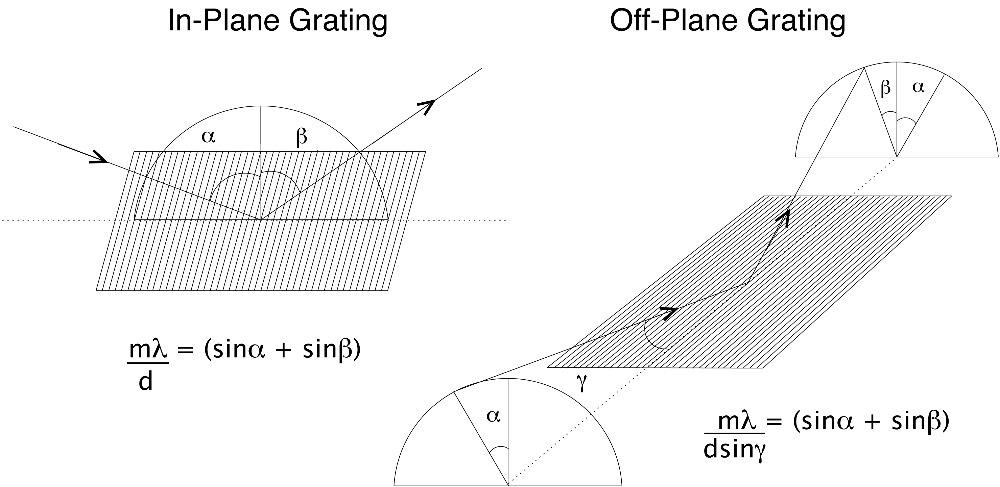 In-Plane Grating
α
β
mλ = (sinα + sinβ)
d
Off-Plane Grating
β
α
γ
α
mλ = (sinα + sinβ)
dsinγ